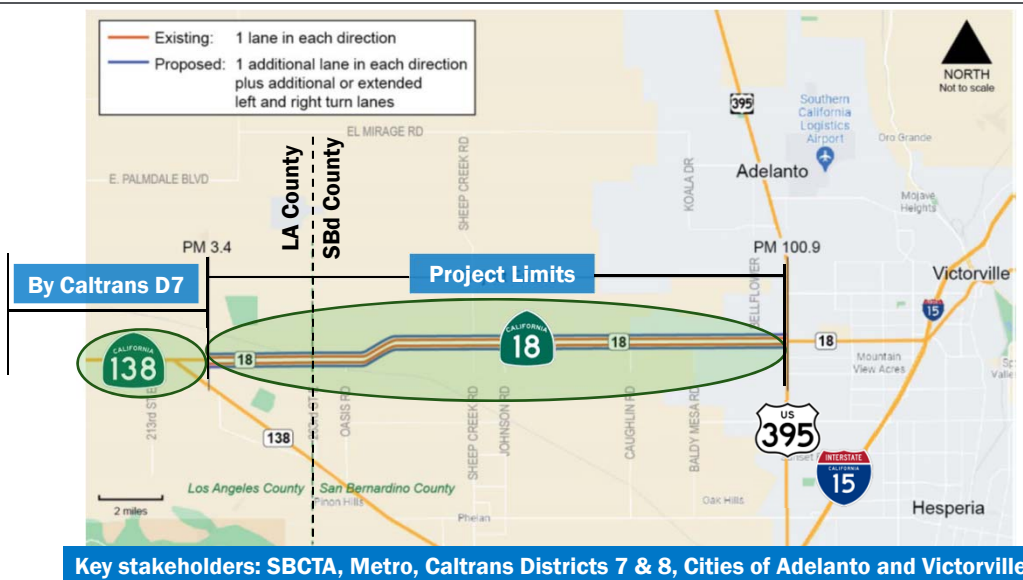 Existing: 1 lane in each direction
Proposed: 1 additional lane in each direction
plus additional or extended
left and right turn lanes
NORTH
Not to scale
395
Southern
California
Logistics
Airport
Oro Grande
EL MIRAGE RD
LA County
SBd County
SHEEP CREEK RD
KOALA DR
Adelanto
E. PALMDALE BLVD
Mojave
Heights
PM 3.4
PM 100.9
By Caltrans D7
Project Limits
BELLFLOWER
Victorville
15
CALIFORNIA
138
18
CALIFORNIA
18
18
18
Mountain
View Acres
213rd ST E
OASIS RD
SHEEP CREEK RD
JOHNSON RD
CAUGHLIN RD
BALDY MESA RD
138
US
395
INTERSTATE
CALIFORNIA
15
Los Angeles County
San Bernardino County
Pinon Hills
2 miles
Phelan
Oak Hills
Hesperia
Key stakeholders: SBCTA, Metro, Caltrans Districts 7 & 8, Cities of Adelanto and Victorville